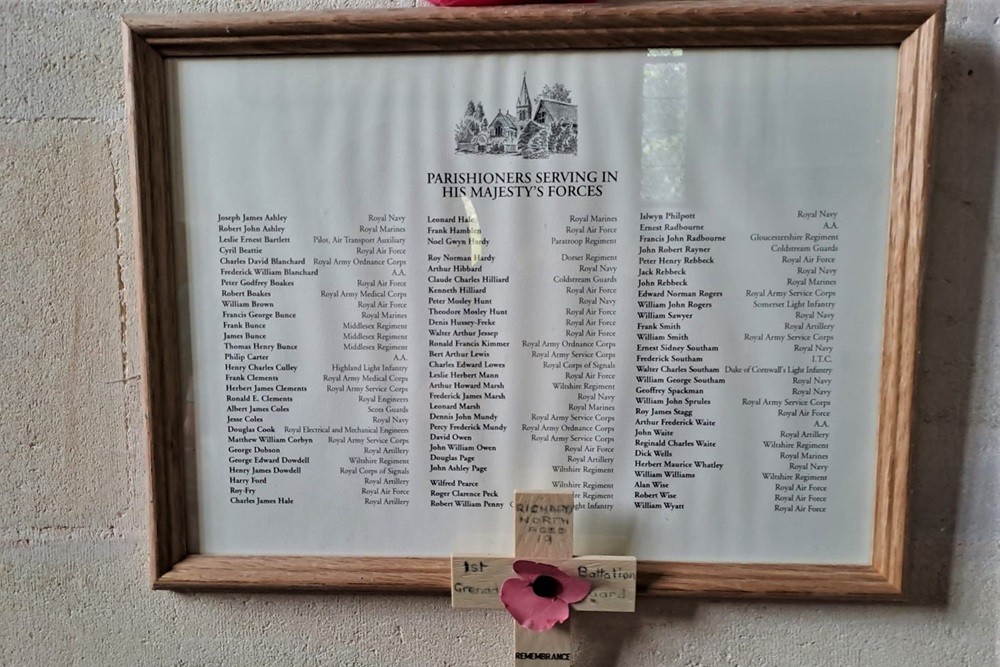 PARISHIONERS SERVING IN
HIS MAJESTY'S FORCES
Joseph James Ashley Royal Navy
Robert John Ashley Royal Marines
Leslie Ernest Bartlett Pilot, Air Transport Auxiliary
Cyril Beattie Royal Air Force
Charles David Blanchard Royal Army Ordnance Corps
Frederick William Blanchard A.A.
Peter Godfrey Boakes Royal Air Force
Robert Boakes Royal Army Medical Corps
William Brown Royal Air Force
Francis George Bunce Royal Marines
Frank Bunce Middlesex Regiment
James Bunce Middlesex Regiment
Thomas Henry Bunce Middlesex Regiment
Philip Carter A.A.
Henry Charles Culley Highland Light Infantry
Frank Clements Royal Army Medical Corps
Herbert James Clements Royal Army Service Corps
Ronald E. Clements Royal Engineers
Albert James Coles Scots Guards
Jesse Coles Royal Navy
Douglas Cook Royal Electrical and Mechanical Engineers
Matthew William Corbyn Royal Army Service Corps
George Dobson Royal Artillery
George Edward Dowdell Wiltshire Regiment
Henry James Dowdell Royal Corps of Signals
Harry Ford Royal Artillery
Roy-Fry Royal Air Force
Charles James Hale Royal Artillery
Leonard Hale Royal Marines
Frank Hamblen Royal Air Force
Noel Gwyn Hardy Paratroop Regiment
Roy Norman Hardy Dorset Regiment
Arthur Hibbard Royal Navy
Claude Charles Hilliard Coldstream Guards
Kenneth Hilliard Royal Air Force
Peter Mosley Hunt Royal Navy
Theodore Mosley Hunt Royal Air Force
Denis Hussey-Freke Royal Air Force
Walter Arthur Jessep Royal Air Force
Ronald Francis Kimmer Royal Army Ordnance Corps
Bert Arthur Lewis Royal Army Service Corps
Charles Edward Lowes Royal Corps of Signals
Leslie Herbert Mann Royal Air Force
Arthur Howard Marsh Wiltshire Regiment
Frederick James Marsh Royal Navy
Leonard Marsh Royal Marines
Dennis John Mundy Royal Army Service Corps
Percy Frederick Mundy Royal Army Ordnance Corps
David Owen Royal Army Service Corps
John William Owen Royal Air Force
Douglas Page Royal Artillery
John Ashley Page Wiltshire Regiment
Wilfred Pearce Wiltshire Regiment
Roger Clarence Peck Regiment
Robert William Penny Infantry
Ialwyn Philpott Royal Navy
Ernest Radbourne A.A.
Francis John Radbourne Gloucestershire Regiment
John Robert Rayner Coldstream Guards
Peter Henry Rebbeck Royal Air Force
Jack Rebbeck Royal Navy
John Rebbeck Royal Marines
Edward Norman Rogers Royal Army Service Corps
William John Rogers Somerset Light Infantry
William Sawyer Royal Navy
Frank Smith Royal Artillery
William Smith Royal Army Service Corps
Ernest Sidney Southam Royal Navy
Frederick Southam I.T.C.
Walter Charles Southam Duke of Cornwall's Light Infantry
William George Southam Royal Navy
Geoffrey Spackman Royal Navy
William John Sprules Royal Army Service Corps
Roy James Stagg Royal Air Force
Arthur Frederick Waite A.A.
John Waite Royal Artillery
Reginald Charles Waite Wiltshire Regiment
Dick Wells Royal Marines
Herbert Maurice Whatley Royal Navy
William Williams Wiltshire Regiment
Alan Wise Royal Air Force
Robert Wise Royal Air Force
William Wyatt Royal Air Force
RICHARD
NORTH
AGED
19
1st Battation
Grenad uard
REMEMBRANCE